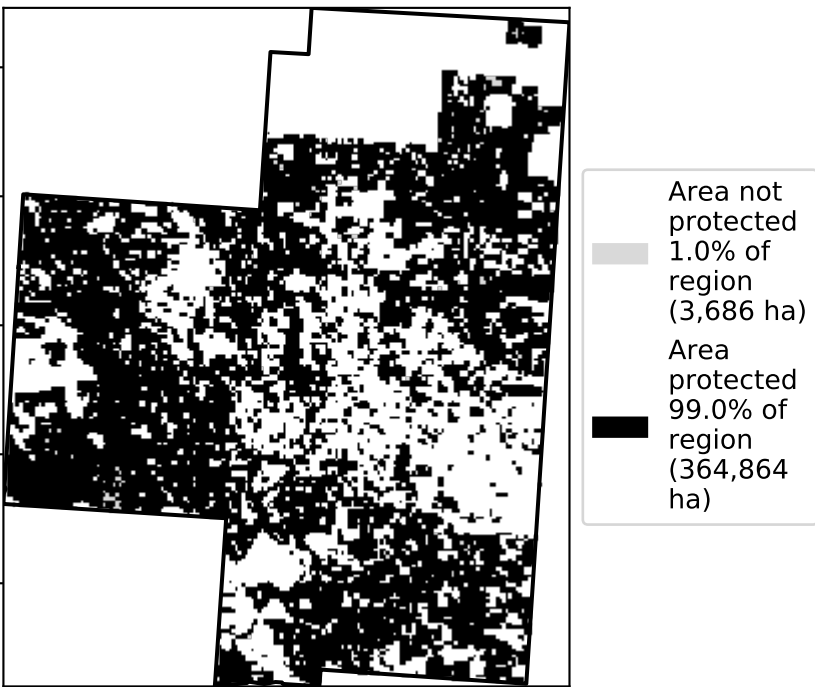 Area not
protected
1.0% of
region
(3,686 ha)
Area
protected
99.0% of
region
(364,864
ha)